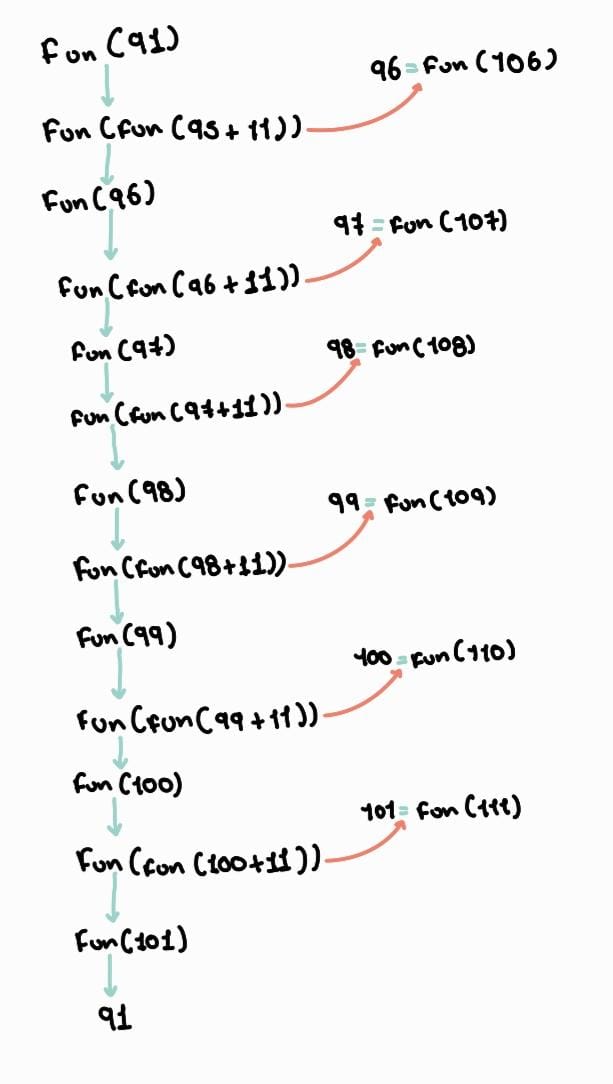 fun(91)
96=fun(106)
fun(fun(95+11))
fun(96)
97=fun(107)
fun(fun(96+11))
fun(97)
98=fun(108)
fun(fun(97+11))
fun(98)
99=fun(109)
fun(fun(98+11))
fun(99)
100=fun(110)
fun(fun(99+11))
fun(100)
101=fun(111)
fun(fun(100+11))
fun(101)
91